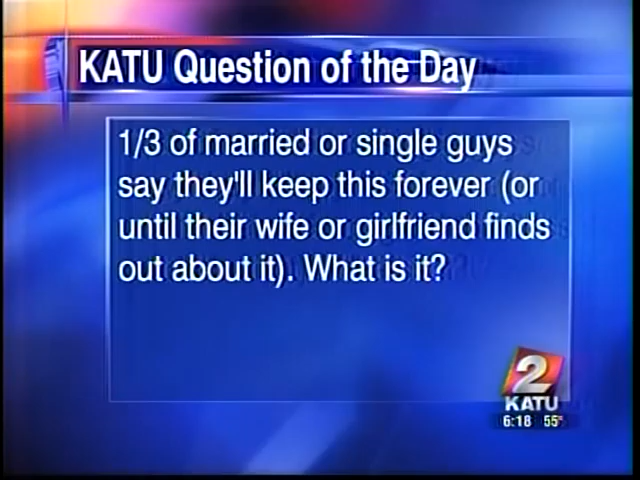 KATU Question of the Day
1/3 of married or single guys
say they'll keep this forever (or
until their wife or girlfriend finds
out about it). What is it?
2
KATU
6:18 55°